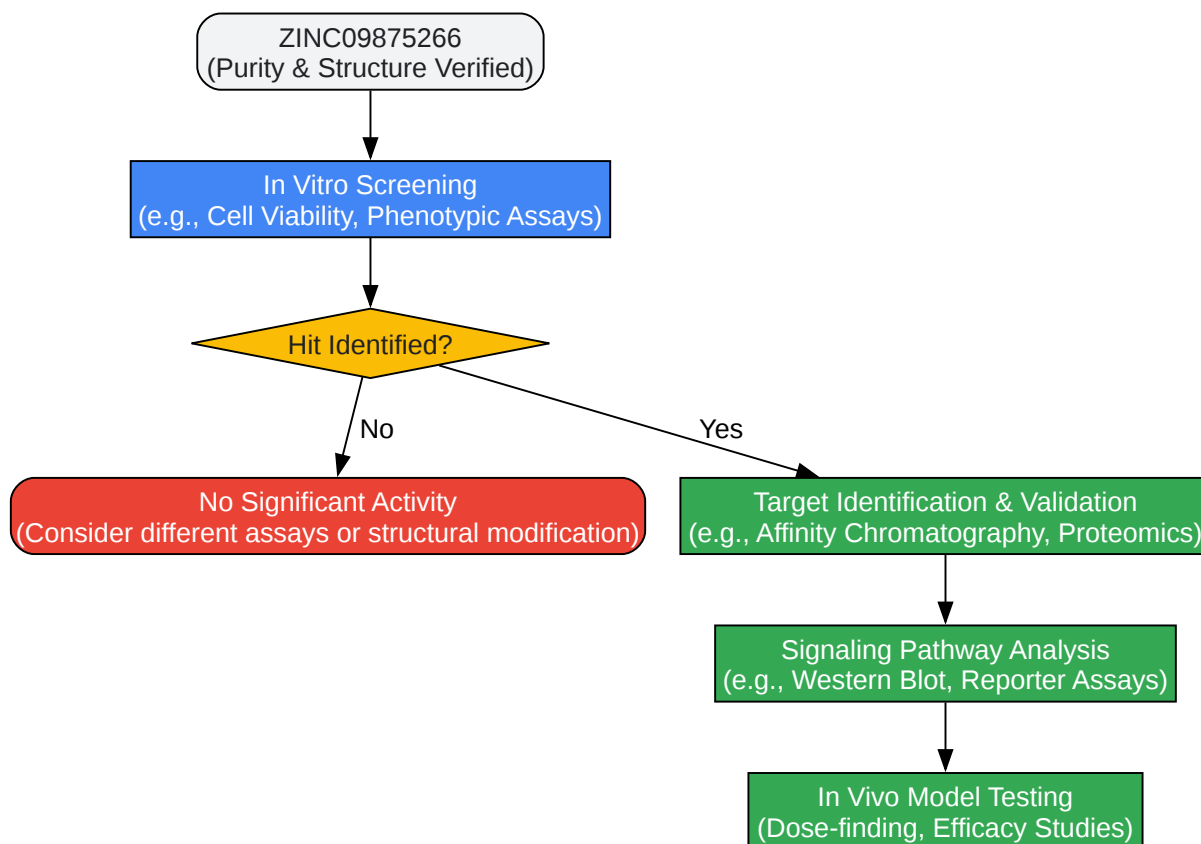 ZINC09875266
(Purity & Structure Verified)
In Vitro Screening
(e.g., Cell Viability, Phenotypic Assays)
Hit Identified?
No
Yes
No Significant Activity
(Consider different assays or structural modification)
Target Identification & Validation
(e.g., Affinity Chromatography, Proteomics)
Signaling Pathway Analysis
(e.g., Western Blot, Reporter Assays)
In Vivo Model Testing
(Dose-finding, Efficacy Studies)